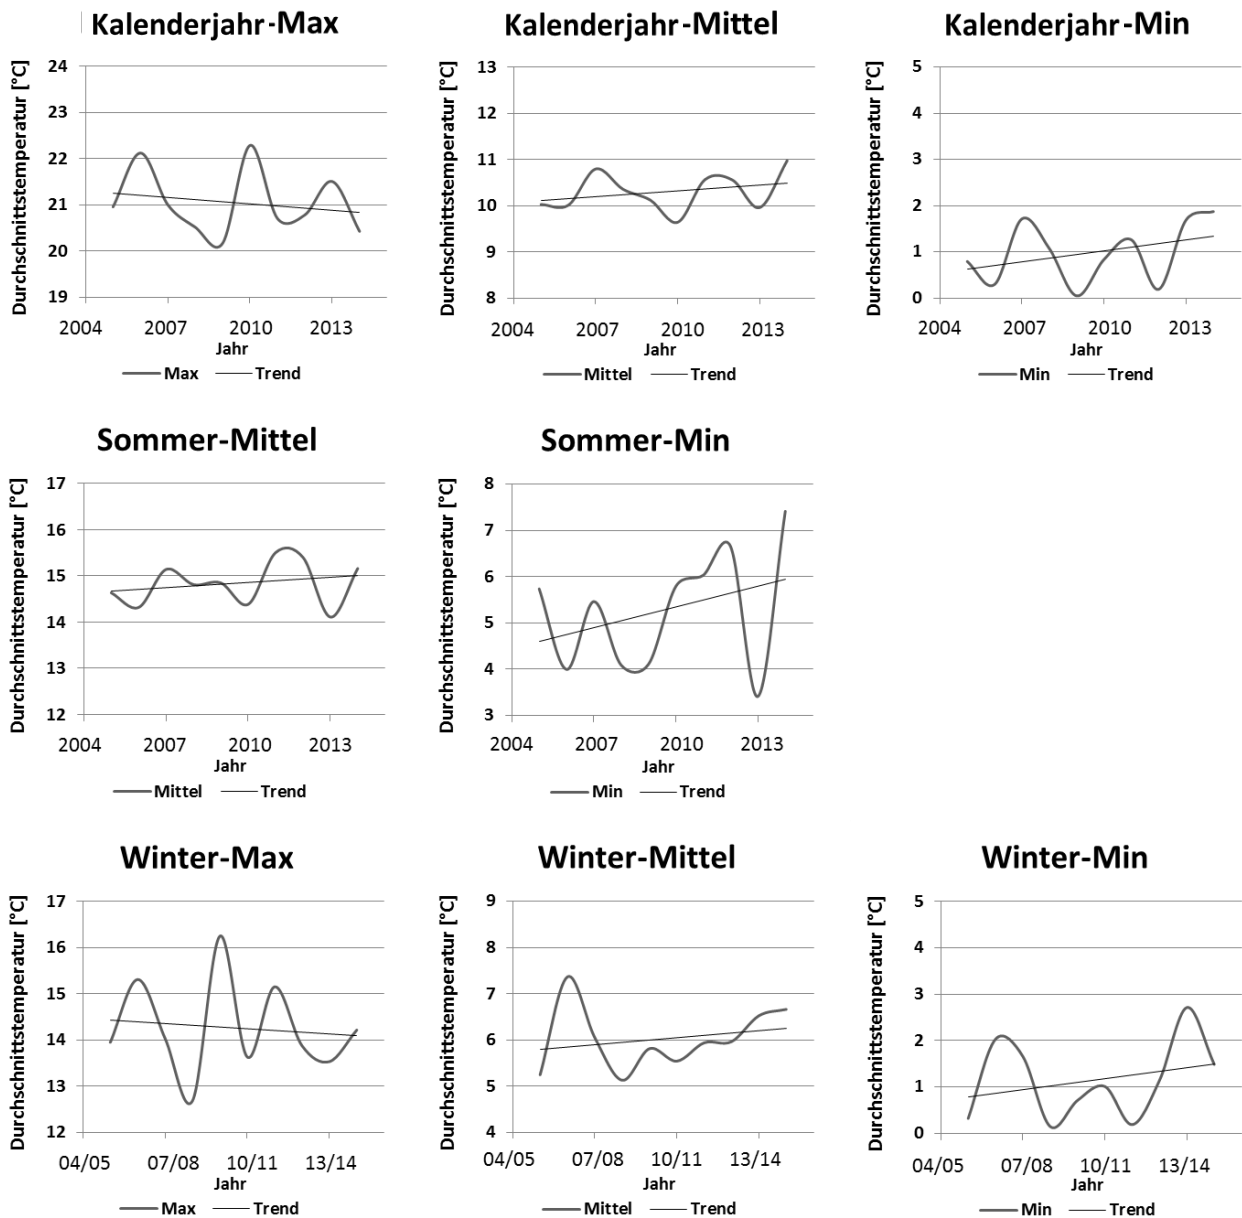 Kalenderjahr-Max
Durchschnittstemperatur [°C]
24
23
22
21
20
19
2004 2007 2010 2013
Jahr
Max Trend
Kalenderjahr-Mittel
Durchschnittstemperatur [°C]
13
12
11
10
9
8
2004 2007 2010 2013
Jahr
Mittel Trend
Kalenderjahr-Min
Durchschnittstemperatur [°C]
5
4
3
2
1
0
2004 2007 2010 2013
Jahr
Min Trend
Sommer-Mittel
Durchschnittstemperatur [°C]
17
16
15
14
13
12
2004 2007 2010 2013
Jahr
Mittel Trend
Sommer-Min
Durchschnittstemperatur [°C]
8
7
6
5
4
3
2004 2007 2010 2013
Jahr
Min Trend
Winter-Max
Durchschnittstemperatur [°C]
17
16
15
14
13
12
04/05 07/08 10/11 13/14
Jahr
Max Trend
Winter-Mittel
Durchschnittstemperatur [°C]
9
8
7
6
5
4
04/05 07/08 10/11 13/14
Jahr
Mittel Trend
Winter-Min
Durchschnittstemperatur [°C]
5
4
3
2
1
0
04/05 07/08 10/11 13/14
Jahr
Min Trend